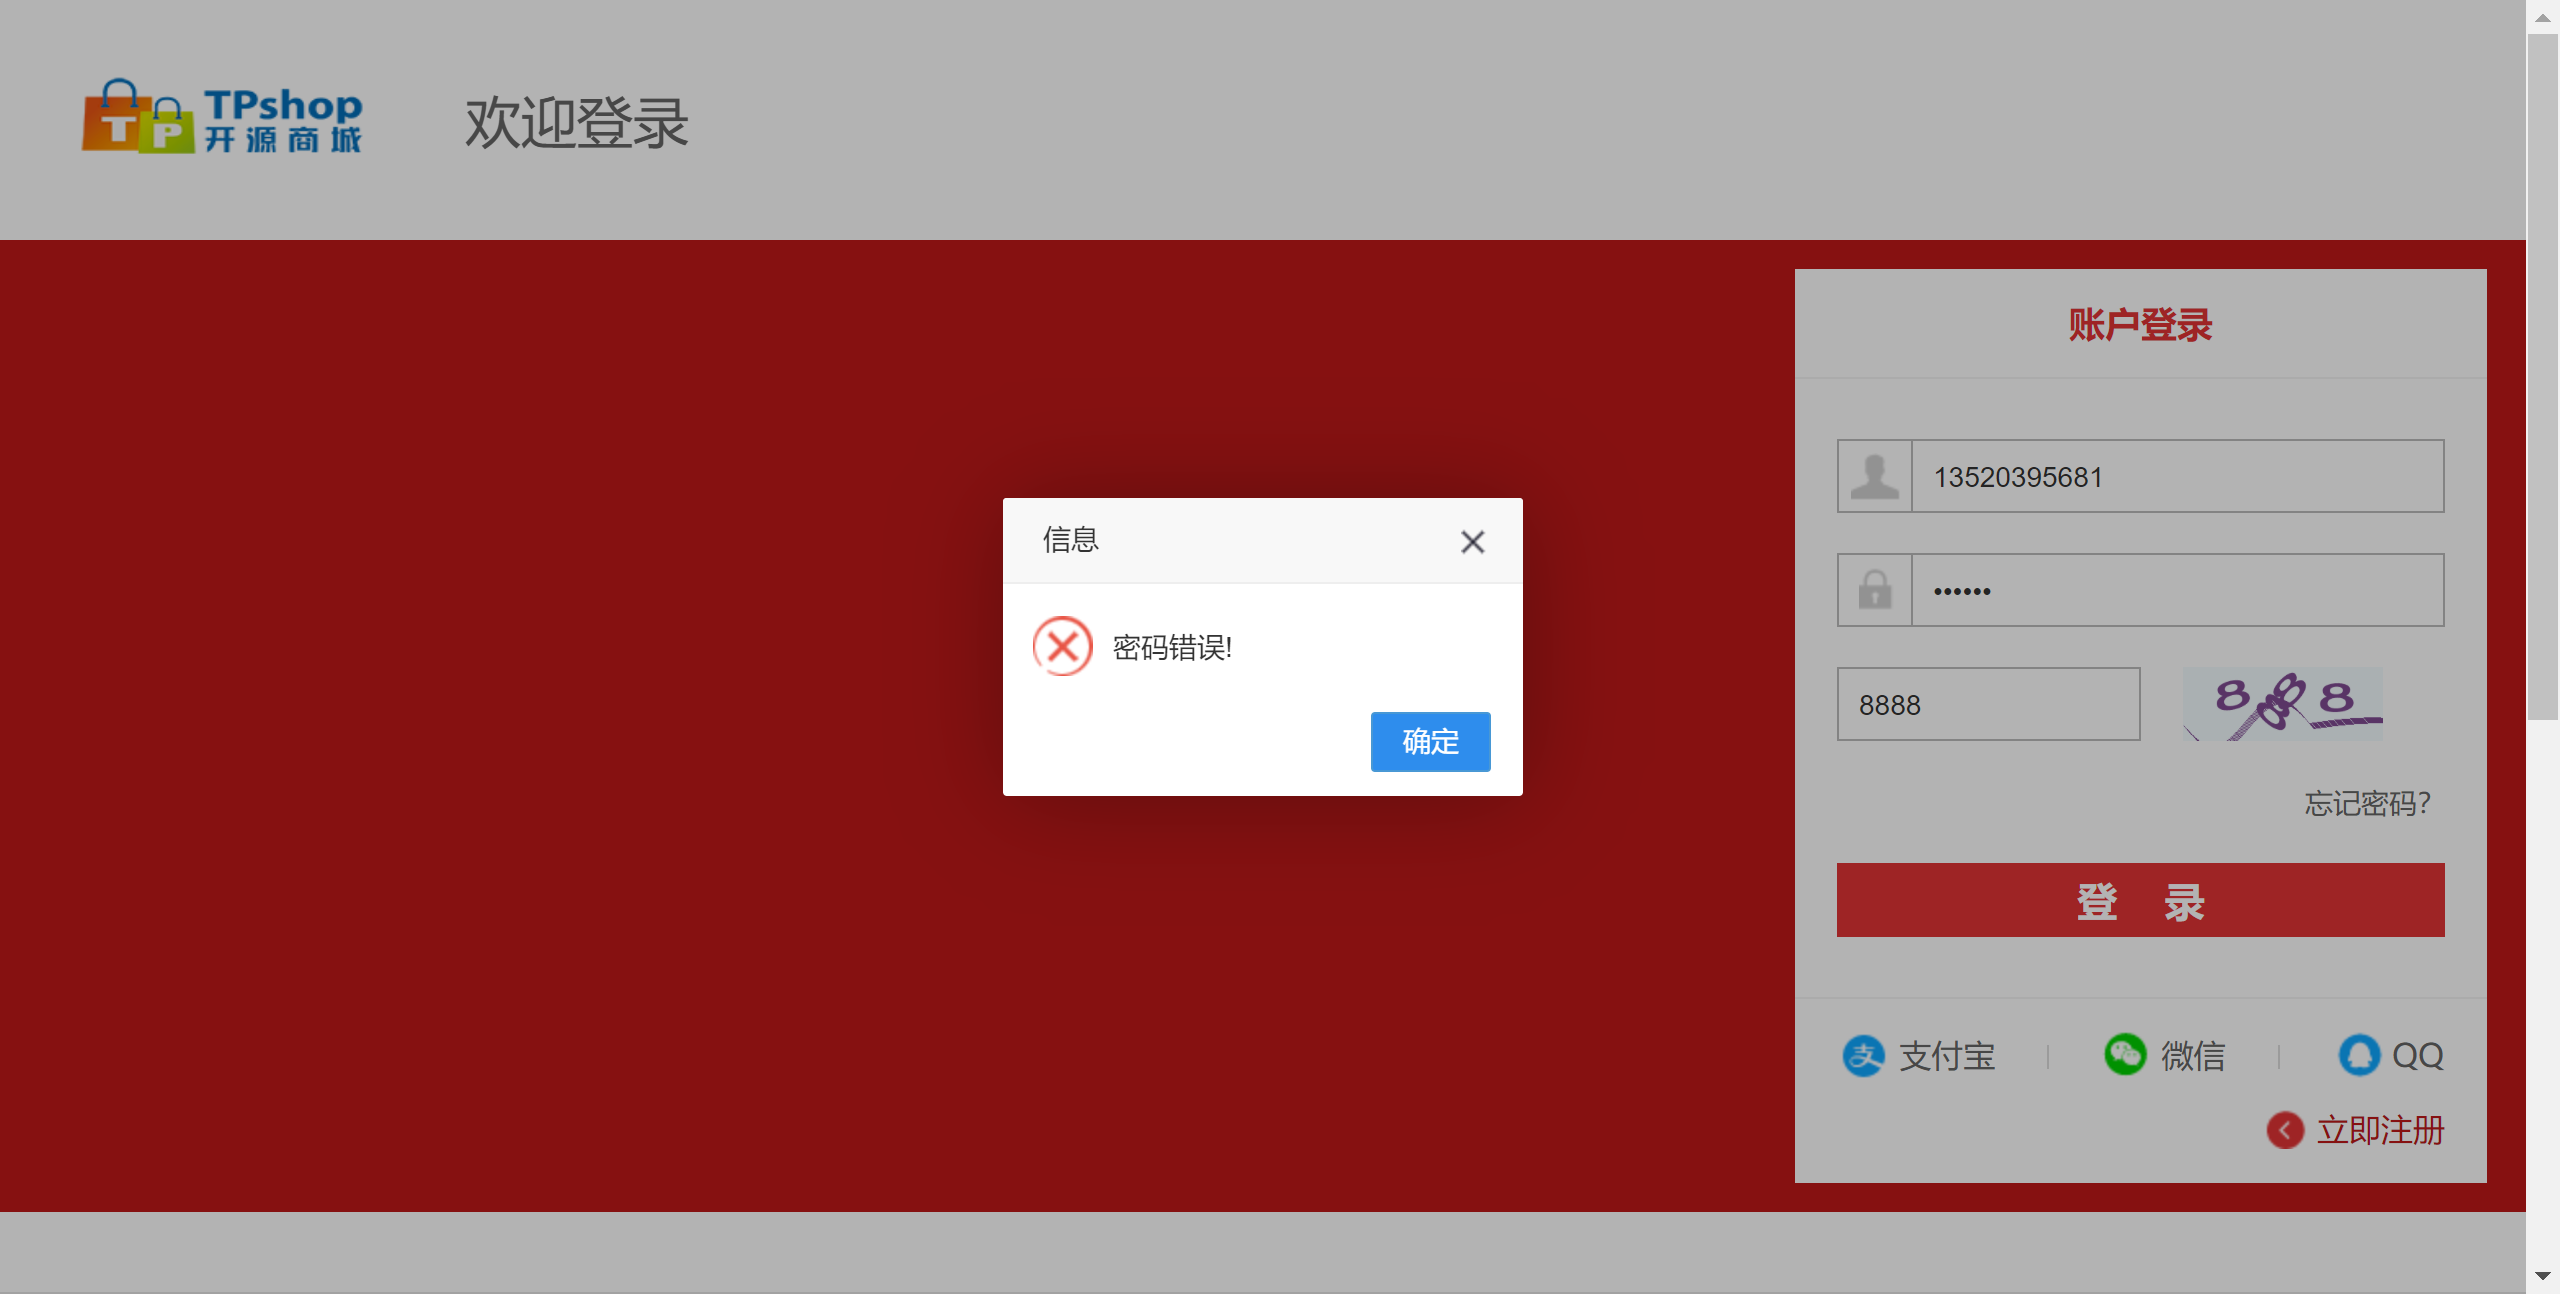 TP TPshop
开源商城
欢迎登录
账户登录
13520395681
信息
••••••
密码错误!
8888
8888
确定
忘记密码?
登 录
支付宝
微信
QQ
立即注册